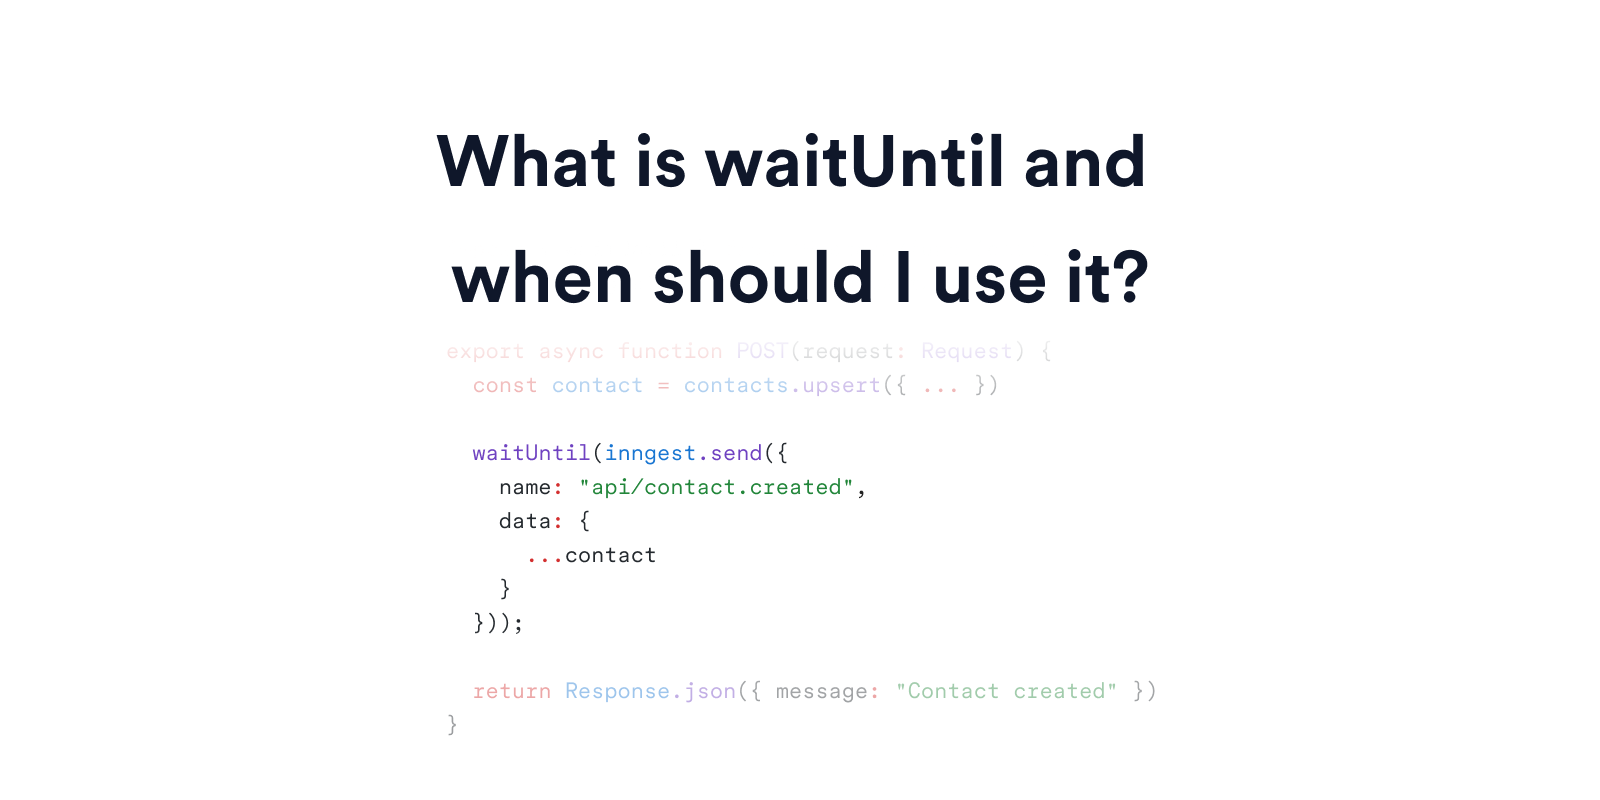 What is waitUntil and
when should I use it?
export async function POST(request: Request) {
  const contact = contacts.upsert({ ... })
  waitUntil(inngest.send({
    name: "api/contact.created",
    data: {
      ...contact
    }
  }));
  return Response.json({ message: "Contact created" })
}